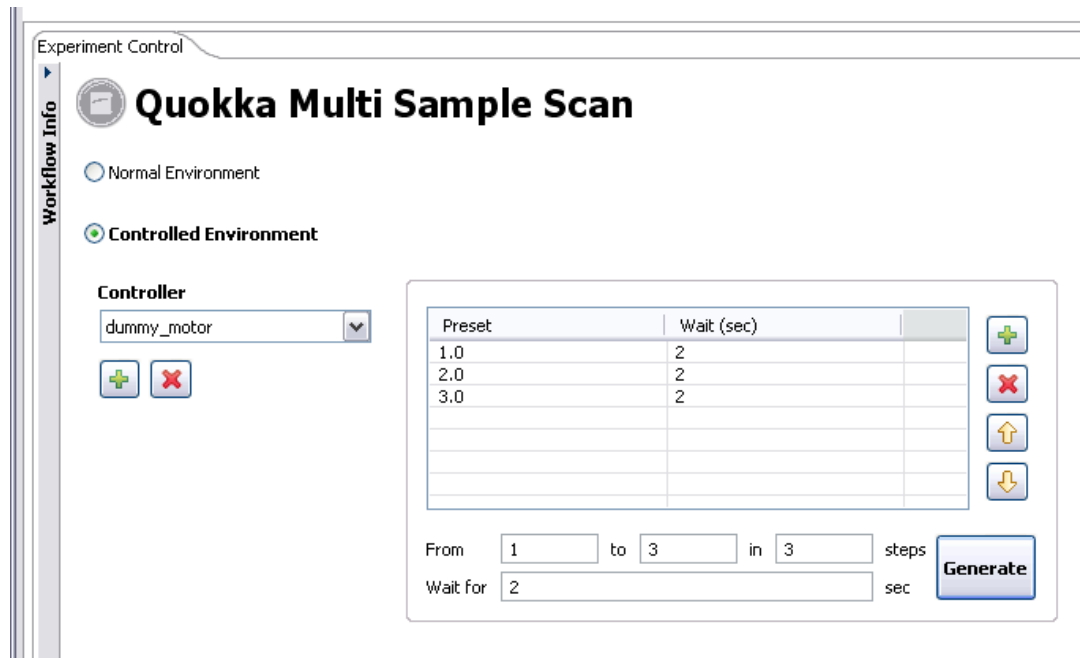 Experiment Control
Workflow Info
Quokka Multi Sample Scan
Normal Environment
Controlled Environment
Controller
dummy_motor
Preset Wait (sec)
1.0 2
2.0 2
3.0 2
From 1 to 3 in 3 steps
Generate
Wait for 2 sec